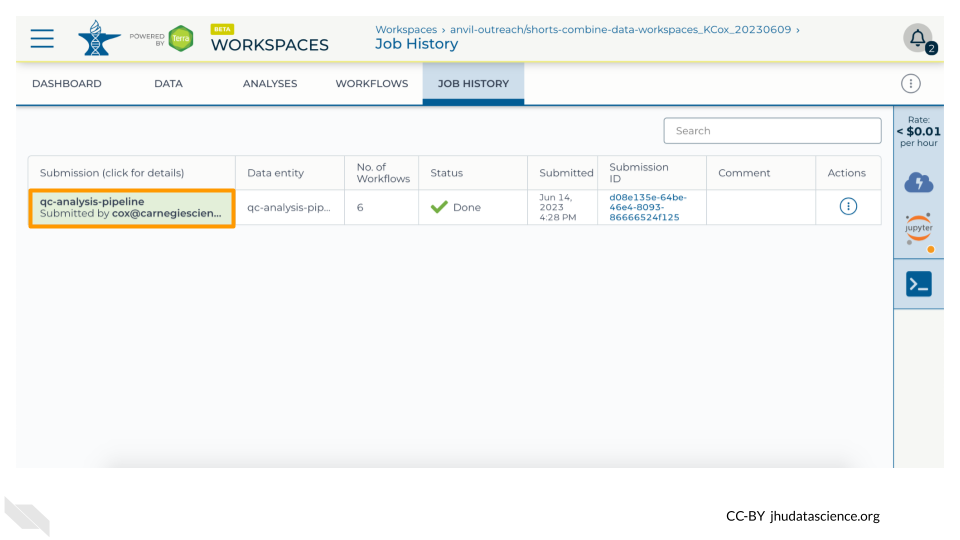 POWERED BY
Terra
BETA
WORKSPACES
Workspaces › anvil-outreach/shorts-combine-data-workspaces_KCox_20230609 ›
Job History
2
DASHBOARD
DATA
ANALYSES
WORKFLOWS
JOB HISTORY
Search
Rate:
< $0.01
per hour
Submission (click for details)
Data entity
No. of
Workflows
Status
Submitted
Submission
ID
Comment
Actions
qc-analysis-pipeline
Submitted by cox@carnegiescien...
qc-analysis-pip...
6
Done
Jun 14,
2023
4:28 PM
d08e135e-64be-
46e4-8093-
86666524f125
jupyter
CC-BY jhudatascience.org